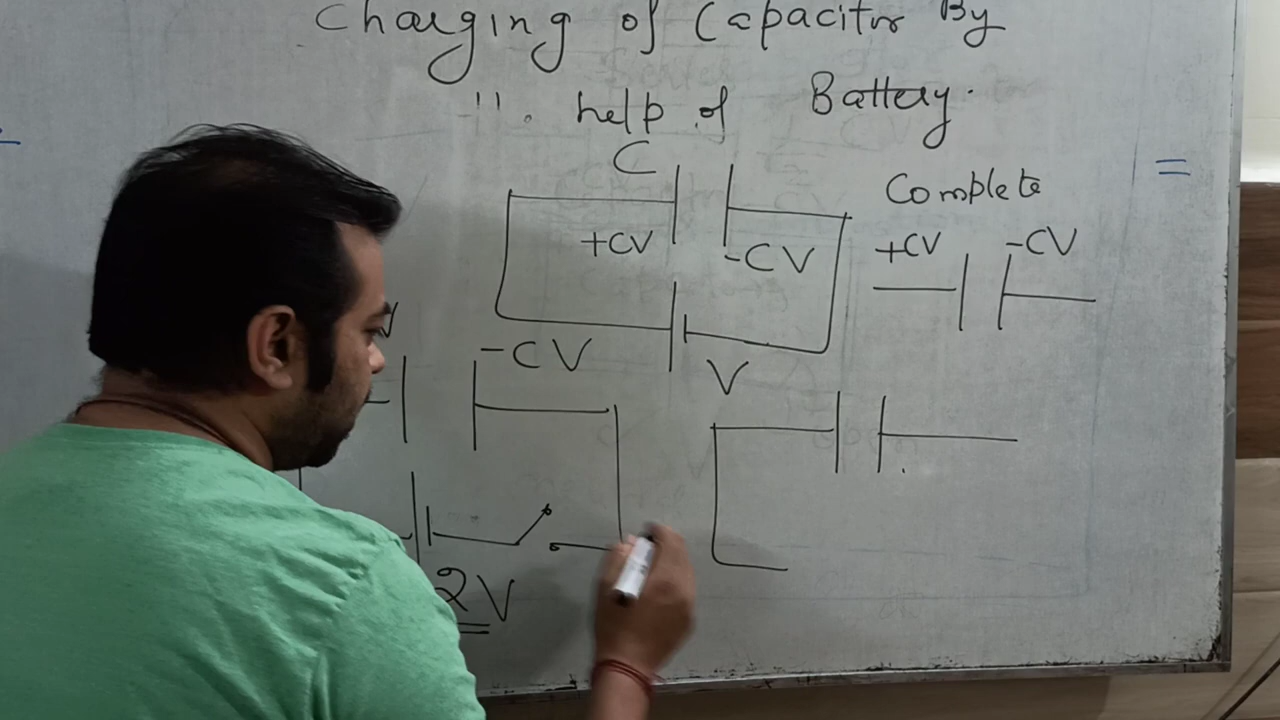 Charging of Capacitor By
help of Battery.
C
Complete
+CV
-CV
+CV
-CV
-CV
V
V
2V
=